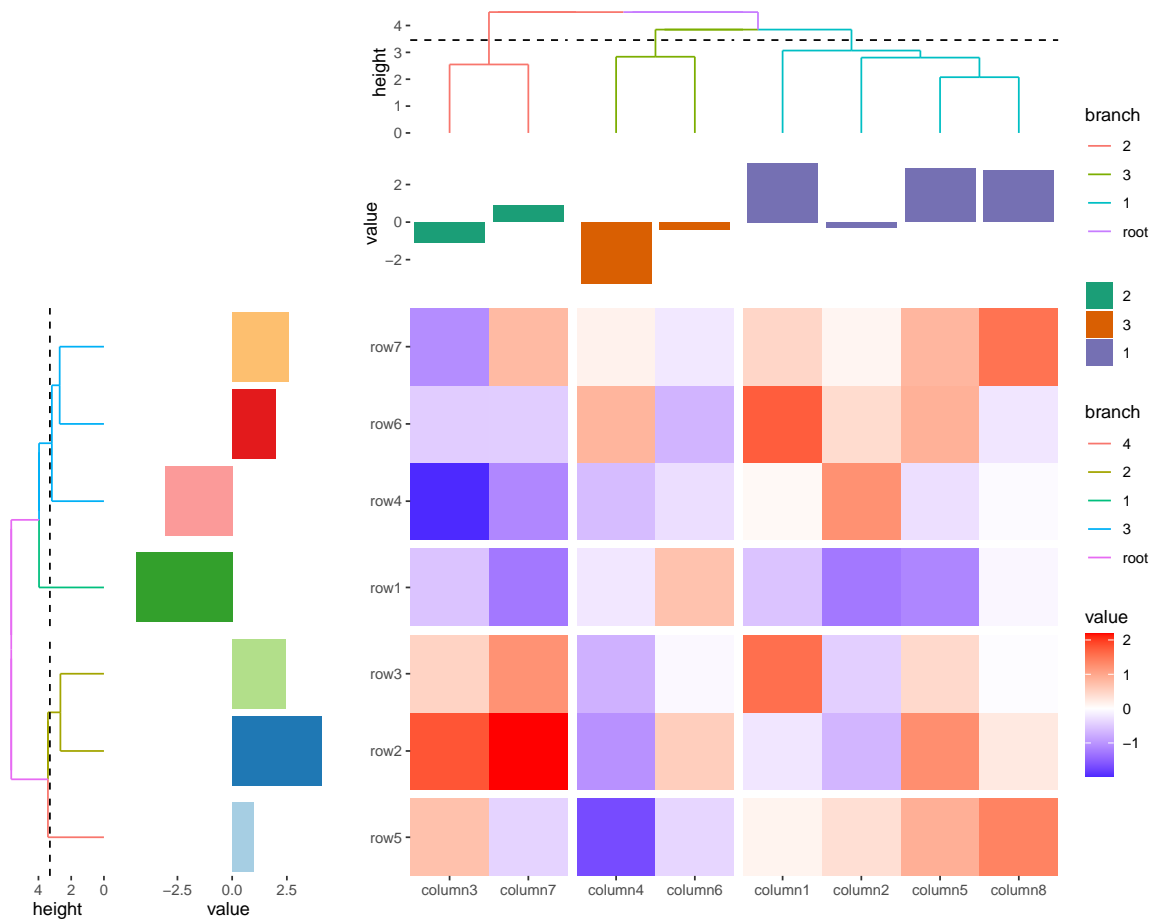 4
3
2
1
0
height
2
0
−2
value
branch
2
3
1
root
2
3
1
branch
4
2
1
3
root
value
2
1
0
−1
row7
row6
row4
row1
row3
row2
row5
4 2 0
height
−2.5 0.0 2.5
value
column3 column7 column4 column6 column1 column2 column5 column8